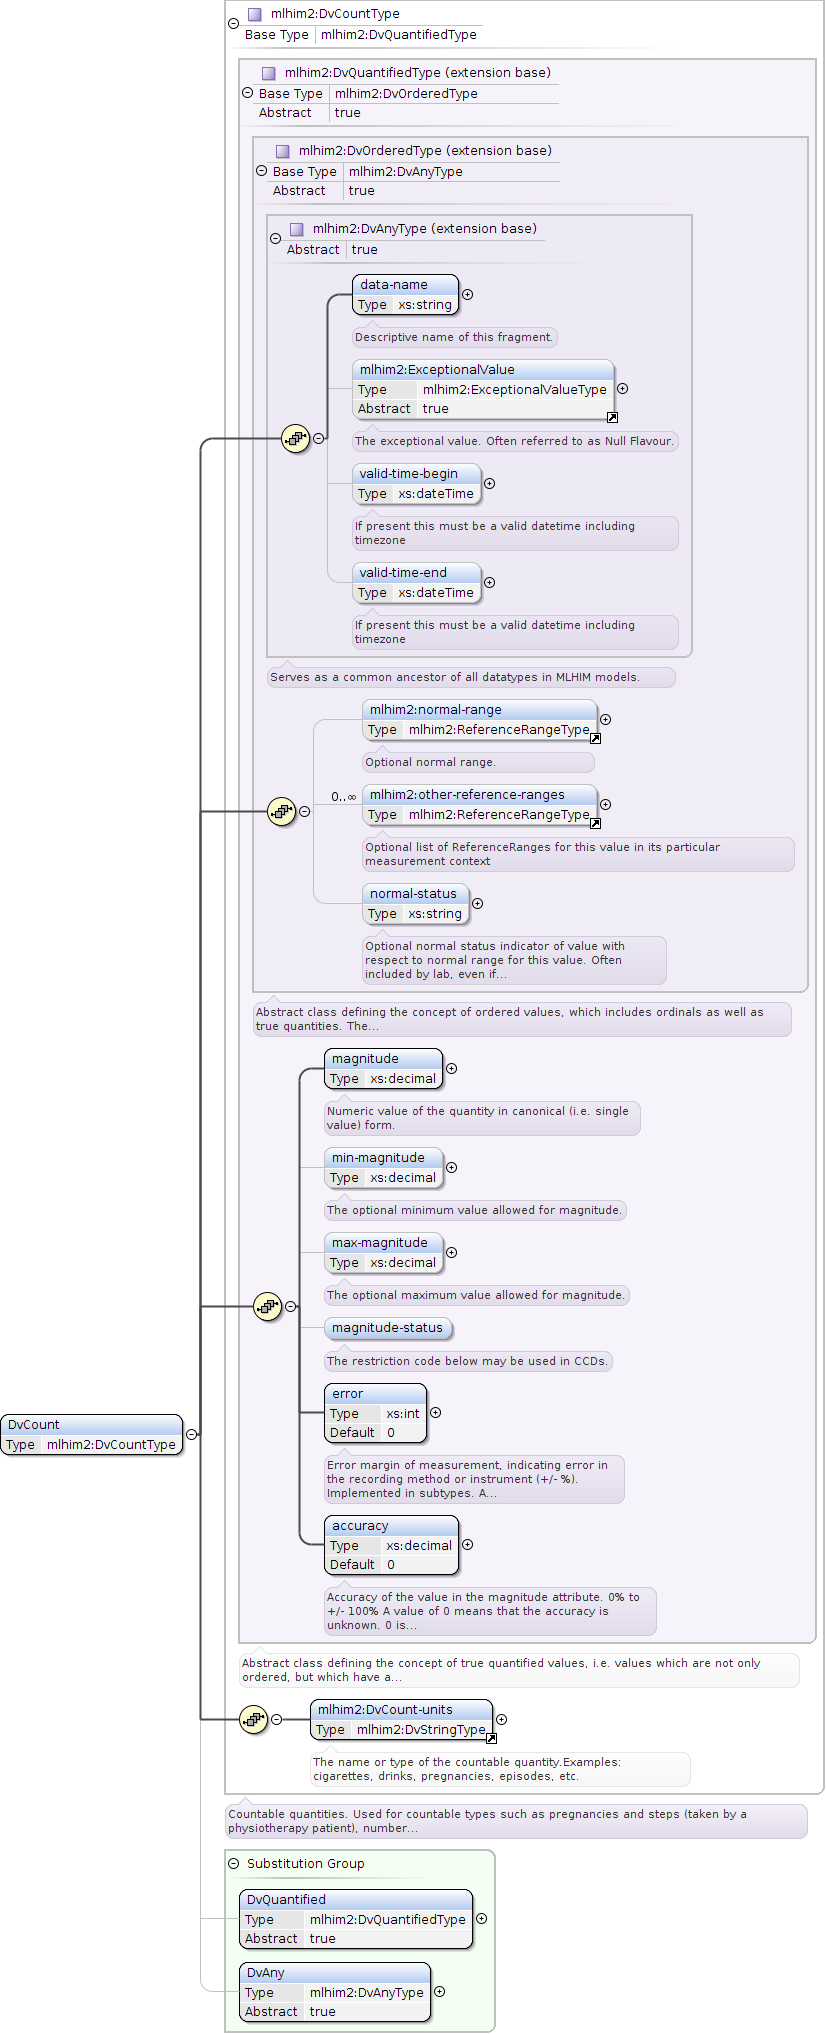 mlhim2:DvCountType
Base Type mlhim2:DvQuantifiedType
mlhim2:DvQuantifiedType (extension base)
Base Type mlhim2:DvOrderedType
Abstract true
mlhim2:DvOrderedType (extension base)
Base Type mlhim2:DvAnyType
Abstract true
mlhim2:DvAnyType (extension base)
Abstract true
data-name
Type xs:string
Descriptive name of this fragment.
mlhim2:ExceptionalValue
Type mlhim2:ExceptionalValueType
Abstract true
The exceptional value. Often referred to as Null Flavour.
valid-time-begin
Type xs:dateTime
If present this must be a valid datetime including
timezone
valid-time-end
Type xs:dateTime
If present this must be a valid datetime including
timezone
Serves as a common ancestor of all datatypes in MLHIM models.
mlhim2:normal-range
Type mlhim2:ReferenceRangeType
Optional normal range.
0..∞
mlhim2:other-reference-ranges
Type mlhim2:ReferenceRangeType
Optional list of ReferenceRanges for this value in its particular
measurement context
normal-status
Type xs:string
Optional normal status indicator of value with
respect to normal range for this value. Often
included by lab, even if...
Abstract class defining the concept of ordered values, which includes ordinals as well as
true quantities. The...
magnitude
Type xs:decimal
Numeric value of the quantity in canonical (i.e. single
value) form.
min-magnitude
Type xs:decimal
The optional minimum value allowed for magnitude.
max-magnitude
Type xs:decimal
The optional maximum value allowed for magnitude.
magnitude-status
The restriction code below may be used in CCDs.
error
Type xs:int
Default 0
Error margin of measurement, indicating error in
the recording method or instrument (+/- %).
Implemented in subtypes. A...
DvCount
Type mlhim2:DvCountType
accuracy
Type xs:decimal
Default 0
Accuracy of the value in the magnitude attribute. 0% to
+/- 100% A value of 0 means that the accuracy is
unknown. 0 is...
Abstract class defining the concept of true quantified values, i.e. values which are not only
ordered, but which have a...
mlhim2:DvCount-units
Type mlhim2:DvStringType
The name or type of the countable quantity.Examples:
cigarettes, drinks, pregnancies, episodes, etc.
Countable quantities. Used for countable types such as pregnancies and steps (taken by a
physiotherapy patient), number...
Substitution Group
DvQuantified
Type mlhim2:DvQuantifiedType
Abstract true
DvAny
Type mlhim2:DvAnyType
Abstract true